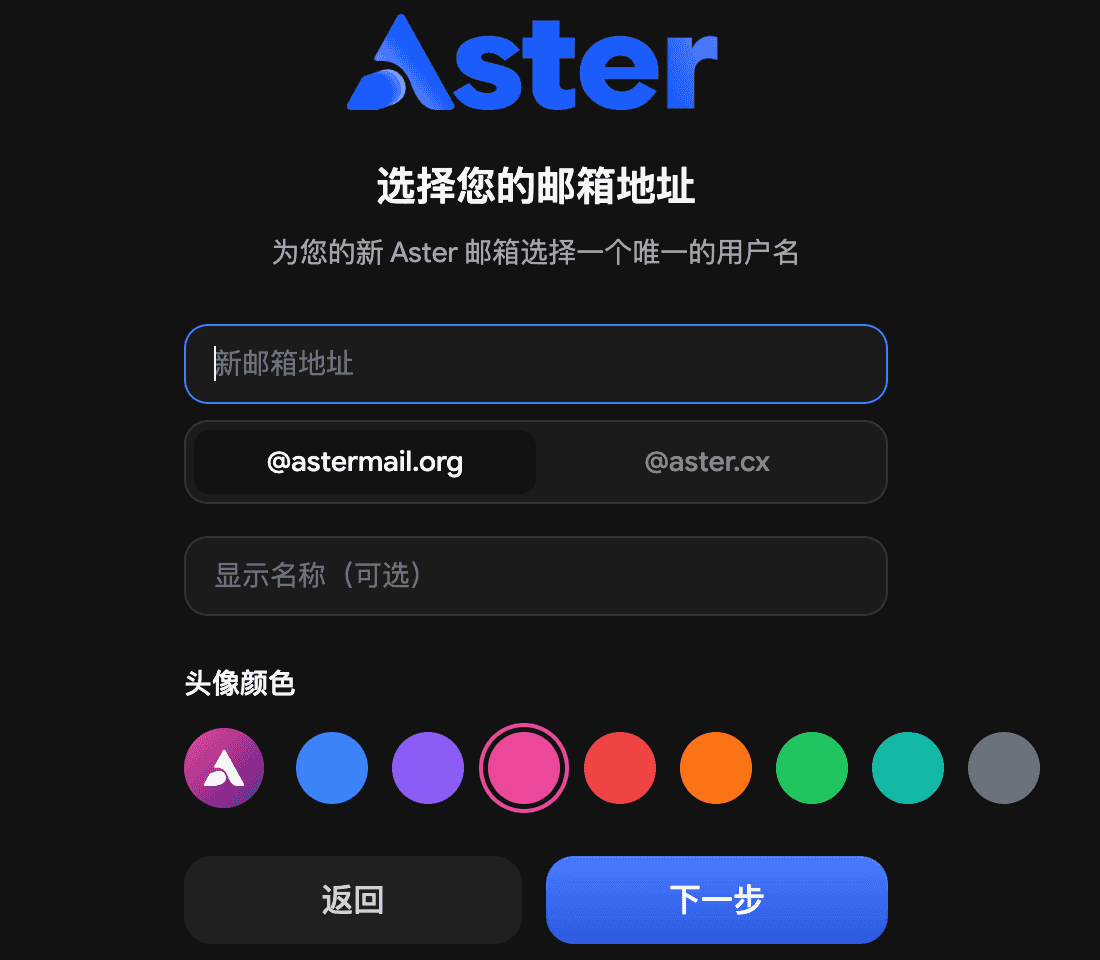 Aster
选择您的邮箱地址
为您的新 Aster 邮箱选择一个唯一的用户名
新邮箱地址
@astermail.org
@aster.cx
显示名称（可选）
头像颜色
返回
下一步